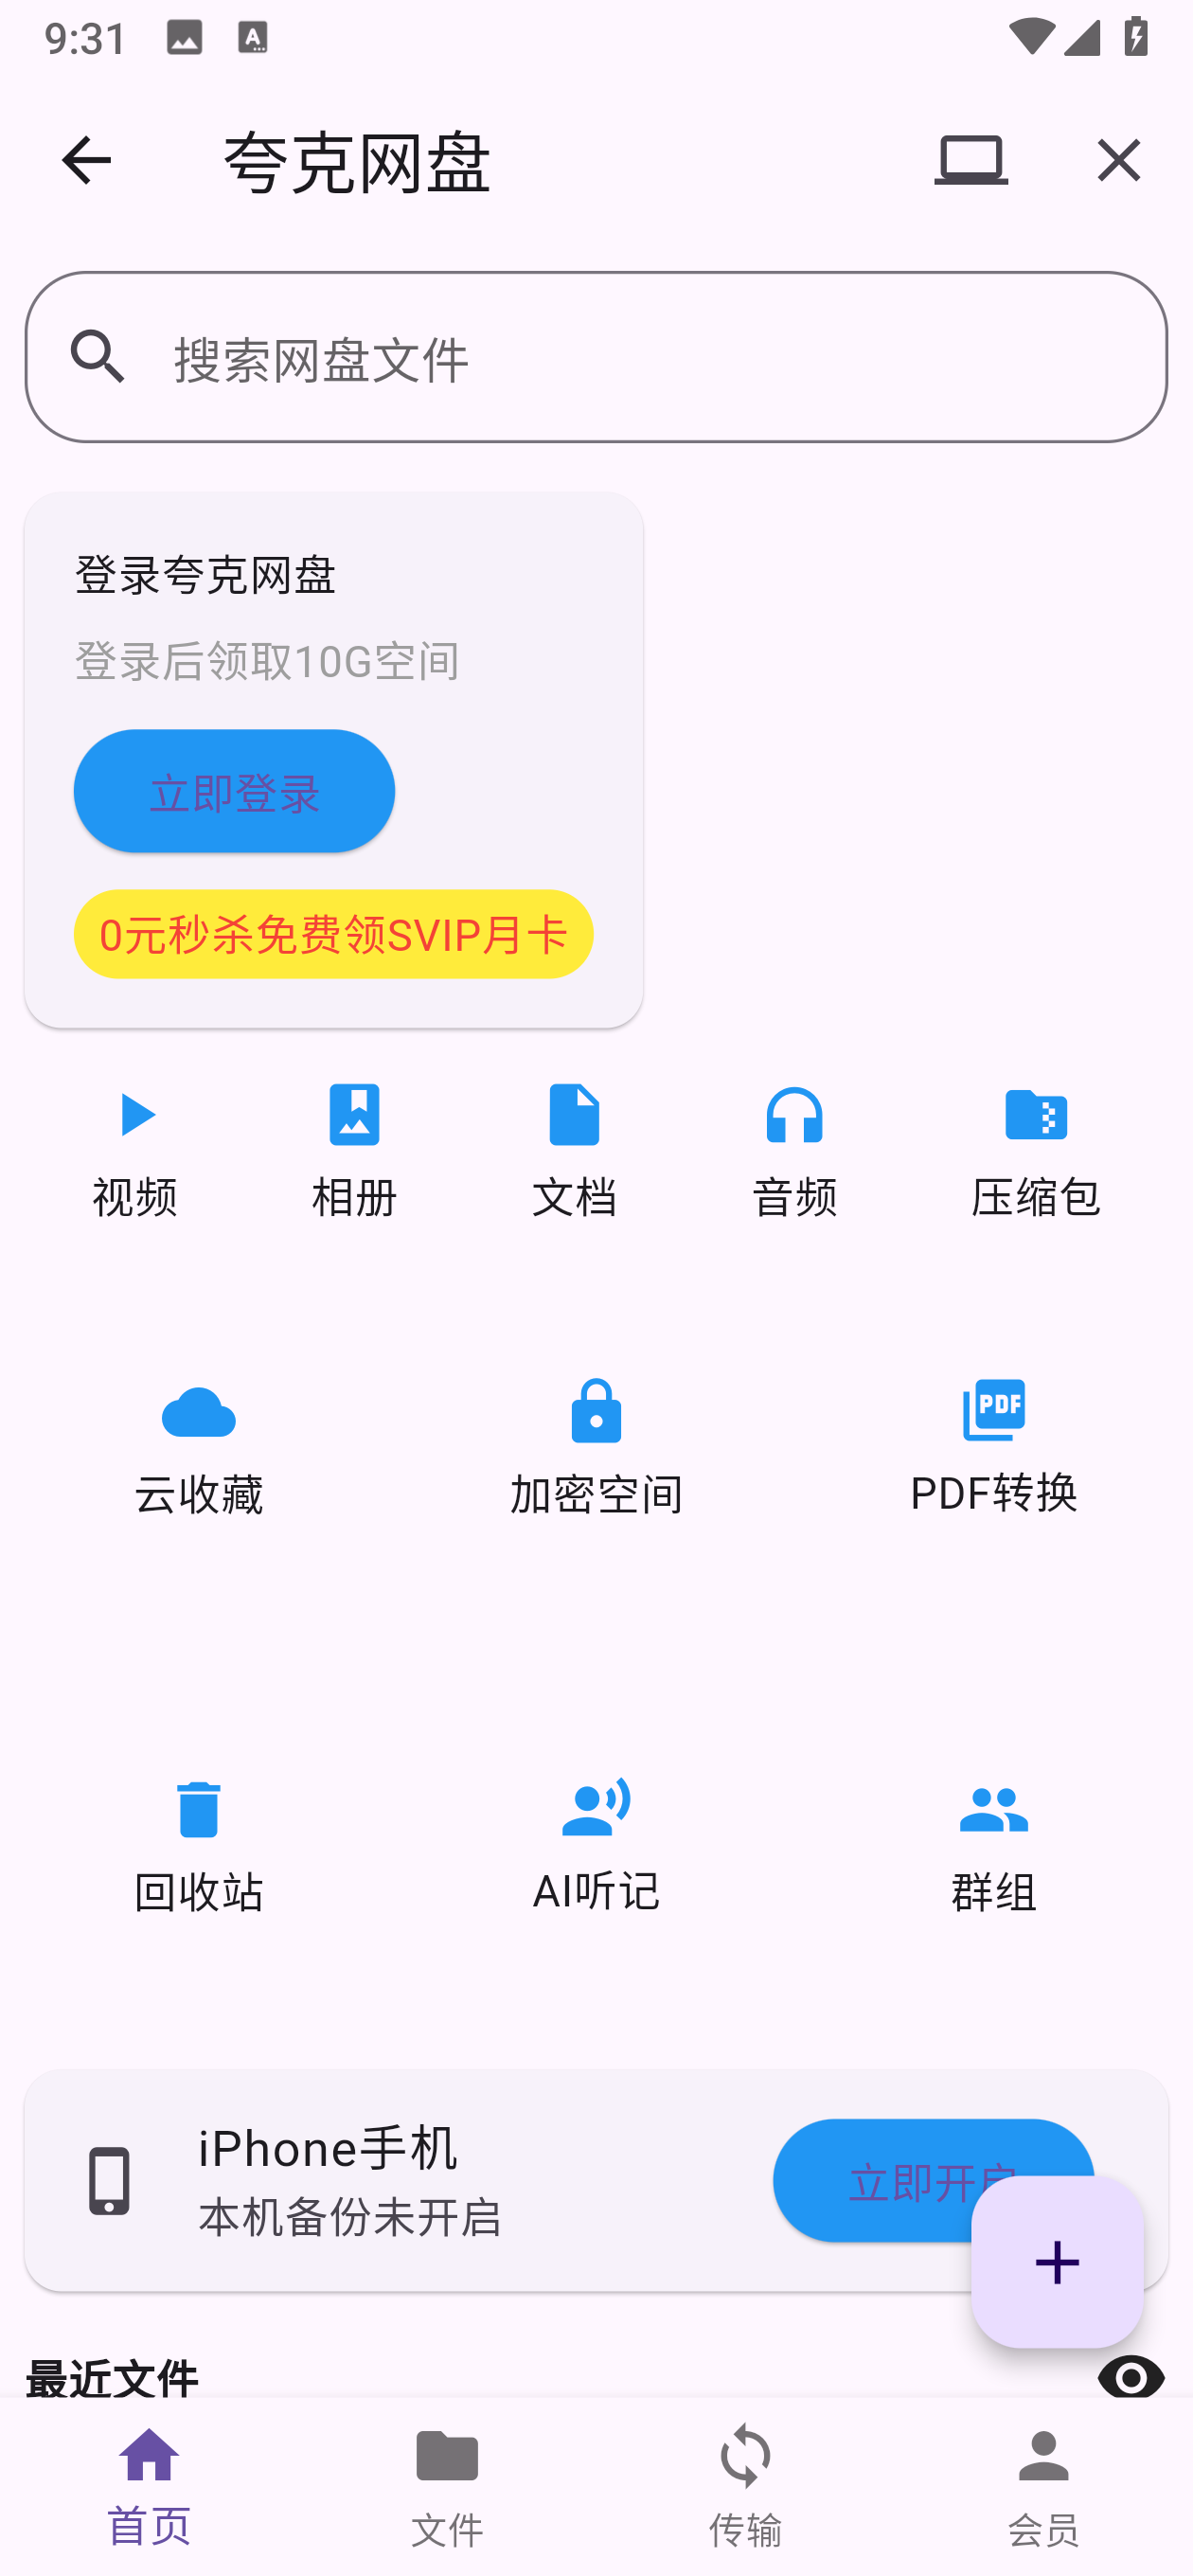 9:31
夸克网盘
搜索网盘文件
登录夸克网盘
登录后领取10G空间
立即登录
0元秒杀免费领SVIP月卡
视频 相册 文档 音频 压缩包
云收藏 加密空间 PDF转换
回收站 AI听记 群组
iPhone手机
本机备份未开启
立即开启
最近文件
首页 文件 传输 会员